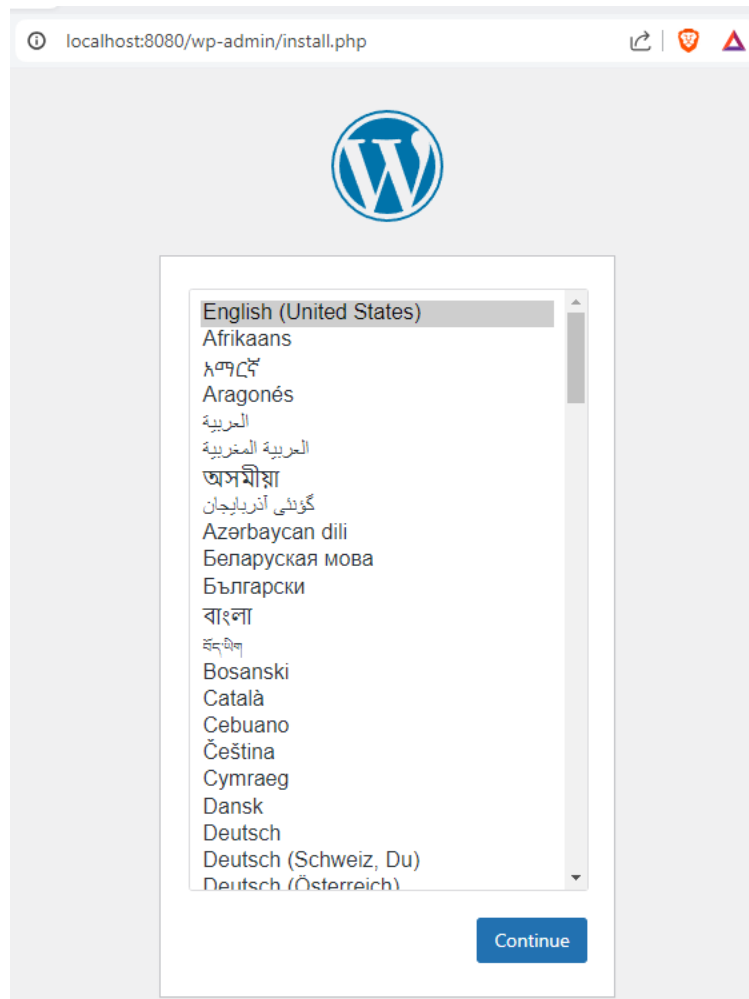 localhost:8080/wp-admin/install.php
W
English (United States)
Afrikaans
አማርኛ
Aragonés
العربية
العربية المغربية
অসমীয়া
گؤنئی آذربایجان
Azərbaycan dili
Беларуская мова
Български
বাংলা
བོད་ཡིག
Bosanski
Català
Cebuano
Čeština
Cymraeg
Dansk
Deutsch
Deutsch (Schweiz, Du)
Deutsch (Österreich)
Continue